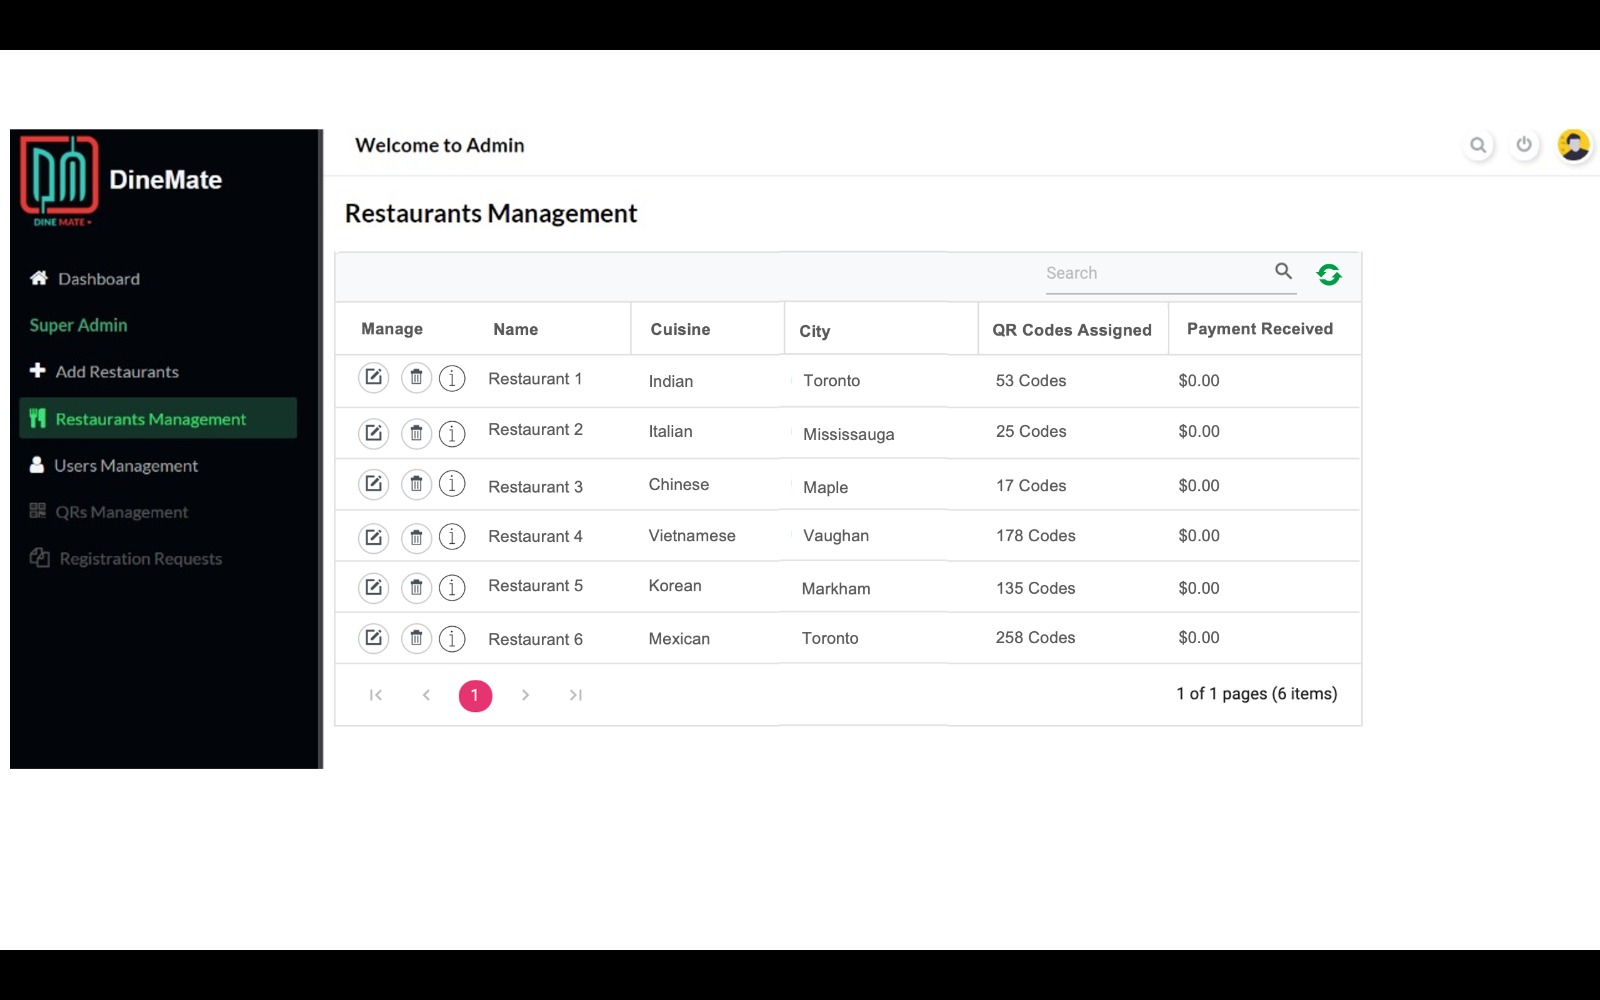 Welcome to Admin
DineMate
DINE MATE
Restaurants Management
Dashboard
Super Admin
Add Restaurants
Restaurants Management
Users Management
QRs Management
Registration Requests
Search
Manage Name Cuisine City QR Codes Assigned Payment Received
Restaurant 1 Indian Toronto 53 Codes $0.00
Restaurant 2 Italian Mississauga 25 Codes $0.00
Restaurant 3 Chinese Maple 17 Codes $0.00
Restaurant 4 Vietnamese Vaughan 178 Codes $0.00
Restaurant 5 Korean Markham 135 Codes $0.00
Restaurant 6 Mexican Toronto 258 Codes $0.00
1 1 of 1 pages (6 items)